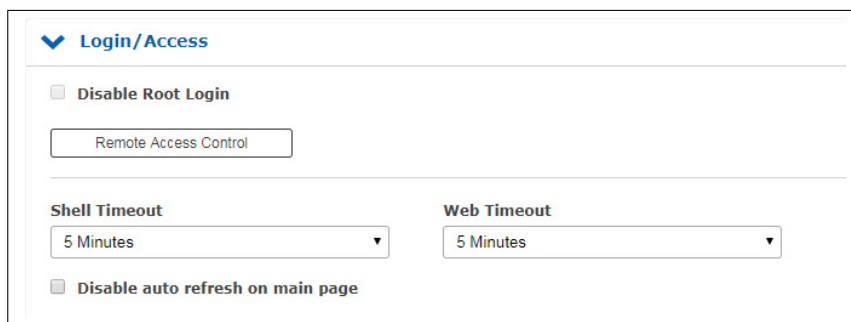 Login/Access
Disable Root Login
Remote Access Control
Shell Timeout Web Timeout
5 Minutes 5 Minutes
Disable auto refresh on main page